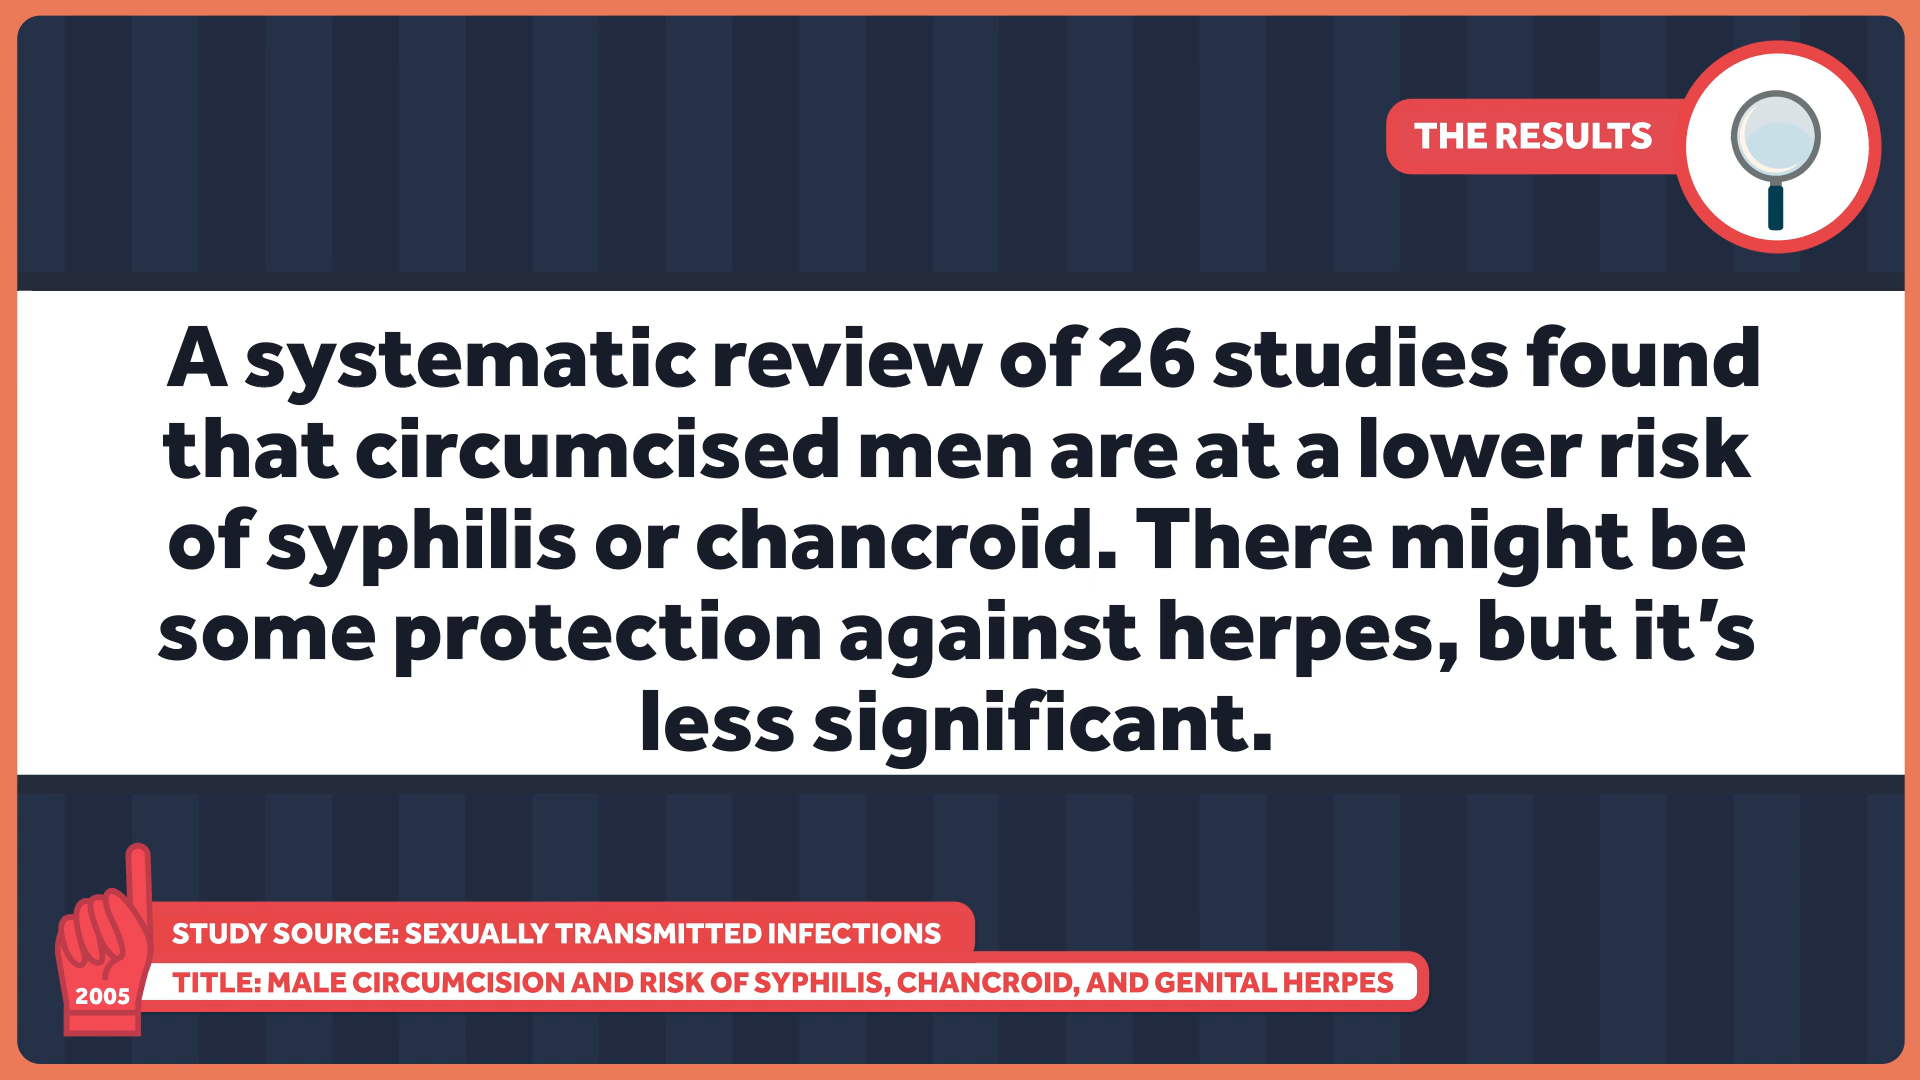 THE RESULTS
A systematic review of 26 studies found
that circumcised men are at a lower risk
of syphilis or chancroid. There might be
some protection against herpes, but it’s
less significant.
STUDY SOURCE: SEXUALLY TRANSMITTED INFECTIONS
TITLE: MALE CIRCUMCISION AND RISK OF SYPHILIS, CHANCROID, AND GENITAL HERPES
2005